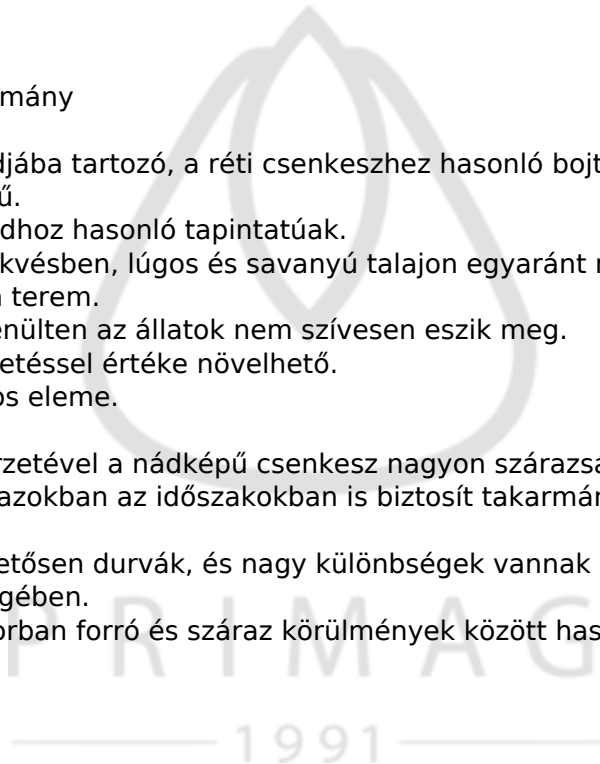 mány
djába tartozó, a réti csenkeszhez hasonló bojt
ű.
dhoz hasonló tapintatúak.
kvésben, lúgos és savanyú talajon egyaránt
terem.
enülten az állatok nem szívesen eszik meg.
etéssel értéke növelhető.
os eleme.
rzetével a nádképű csenkesz nagyon szárazsá
azokban az időszakokban is biztosít takarmán
etősen durvák, és nagy különbségek vannak
gében.
orban forró és száraz körülmények között has
PRIMAG
1991